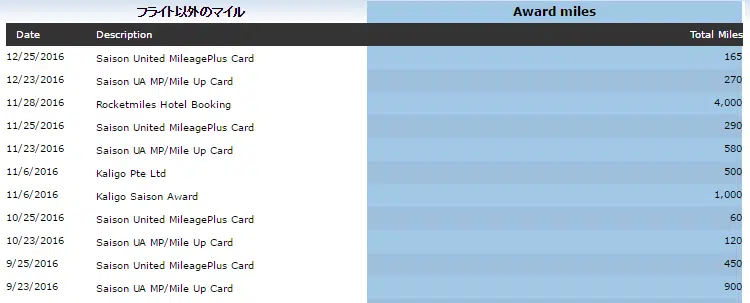 フライト以外のマイル Award miles
Date Description Total Miles
12/25/2016 Saison United MileagePlus Card 165
12/23/2016 Saison UA MP/Mile Up Card 270
11/28/2016 Rocketmiles Hotel Booking 4,000
11/25/2016 Saison United MileagePlus Card 290
11/23/2016 Saison UA MP/Mile Up Card 580
11/6/2016 Kaligo Pte Ltd 500
11/6/2016 Kaligo Saison Award 1,000
10/25/2016 Saison United MileagePlus Card 60
10/23/2016 Saison UA MP/Mile Up Card 120
9/25/2016 Saison United MileagePlus Card 450
9/23/2016 Saison UA MP/Mile Up Card 900